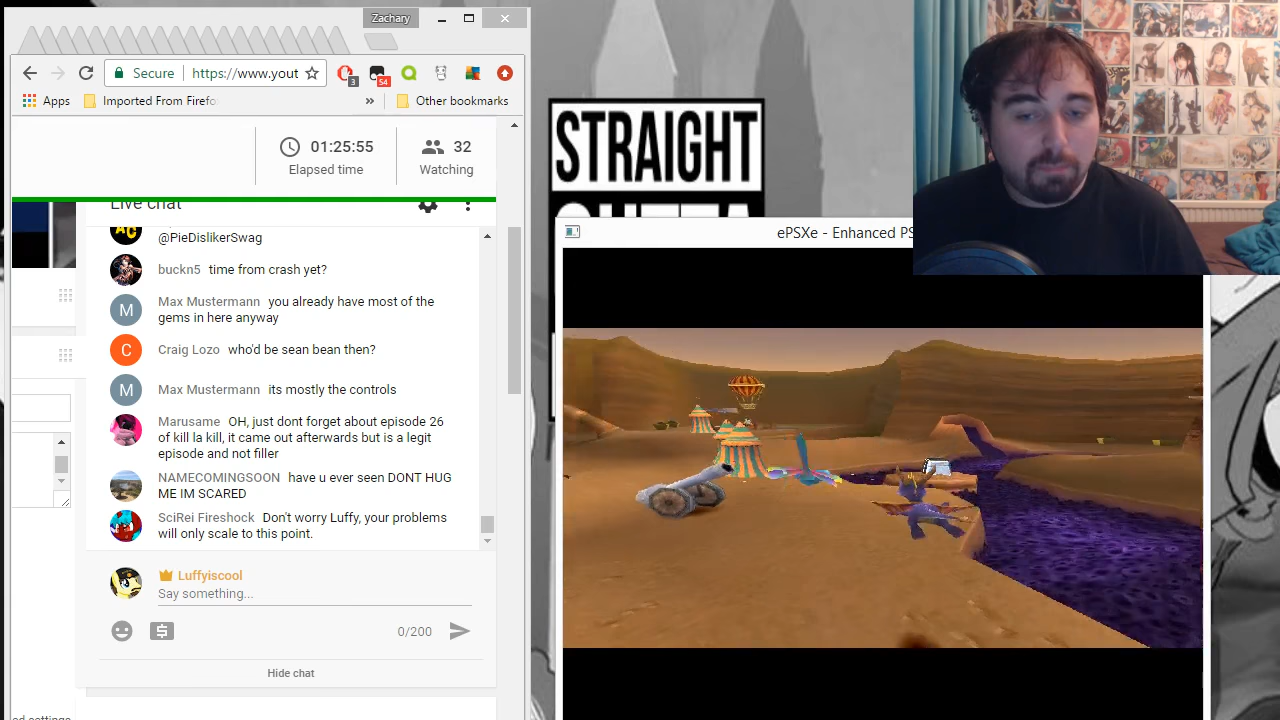 Zachary
Secure https://www.yout
3
54
Apps Imported From Firefo » Other bookmarks
01:25:55
Elapsed time
32
Watching
Live chat
@PieDislikerSwag
buckn5 time from crash yet?
Max Mustermann you already have most of the
gems in here anyway
Craig Lozo who'd be sean bean then?
Max Mustermann its mostly the controls
Marusame OH, just dont forget about episode 26
of kill la kill, it came out afterwards but is a legit
episode and not filler
NAMECOMINGSOON have u ever seen DONT HUG
ME IM SCARED
SciRei Fireshock Don't worry Luffy, your problems
will only scale to this point.
Luffyiscool
Say something...
0/200
Hide chat
ed settings
STRAIGHT
ePSXe - Enhanced PS
M
C
M